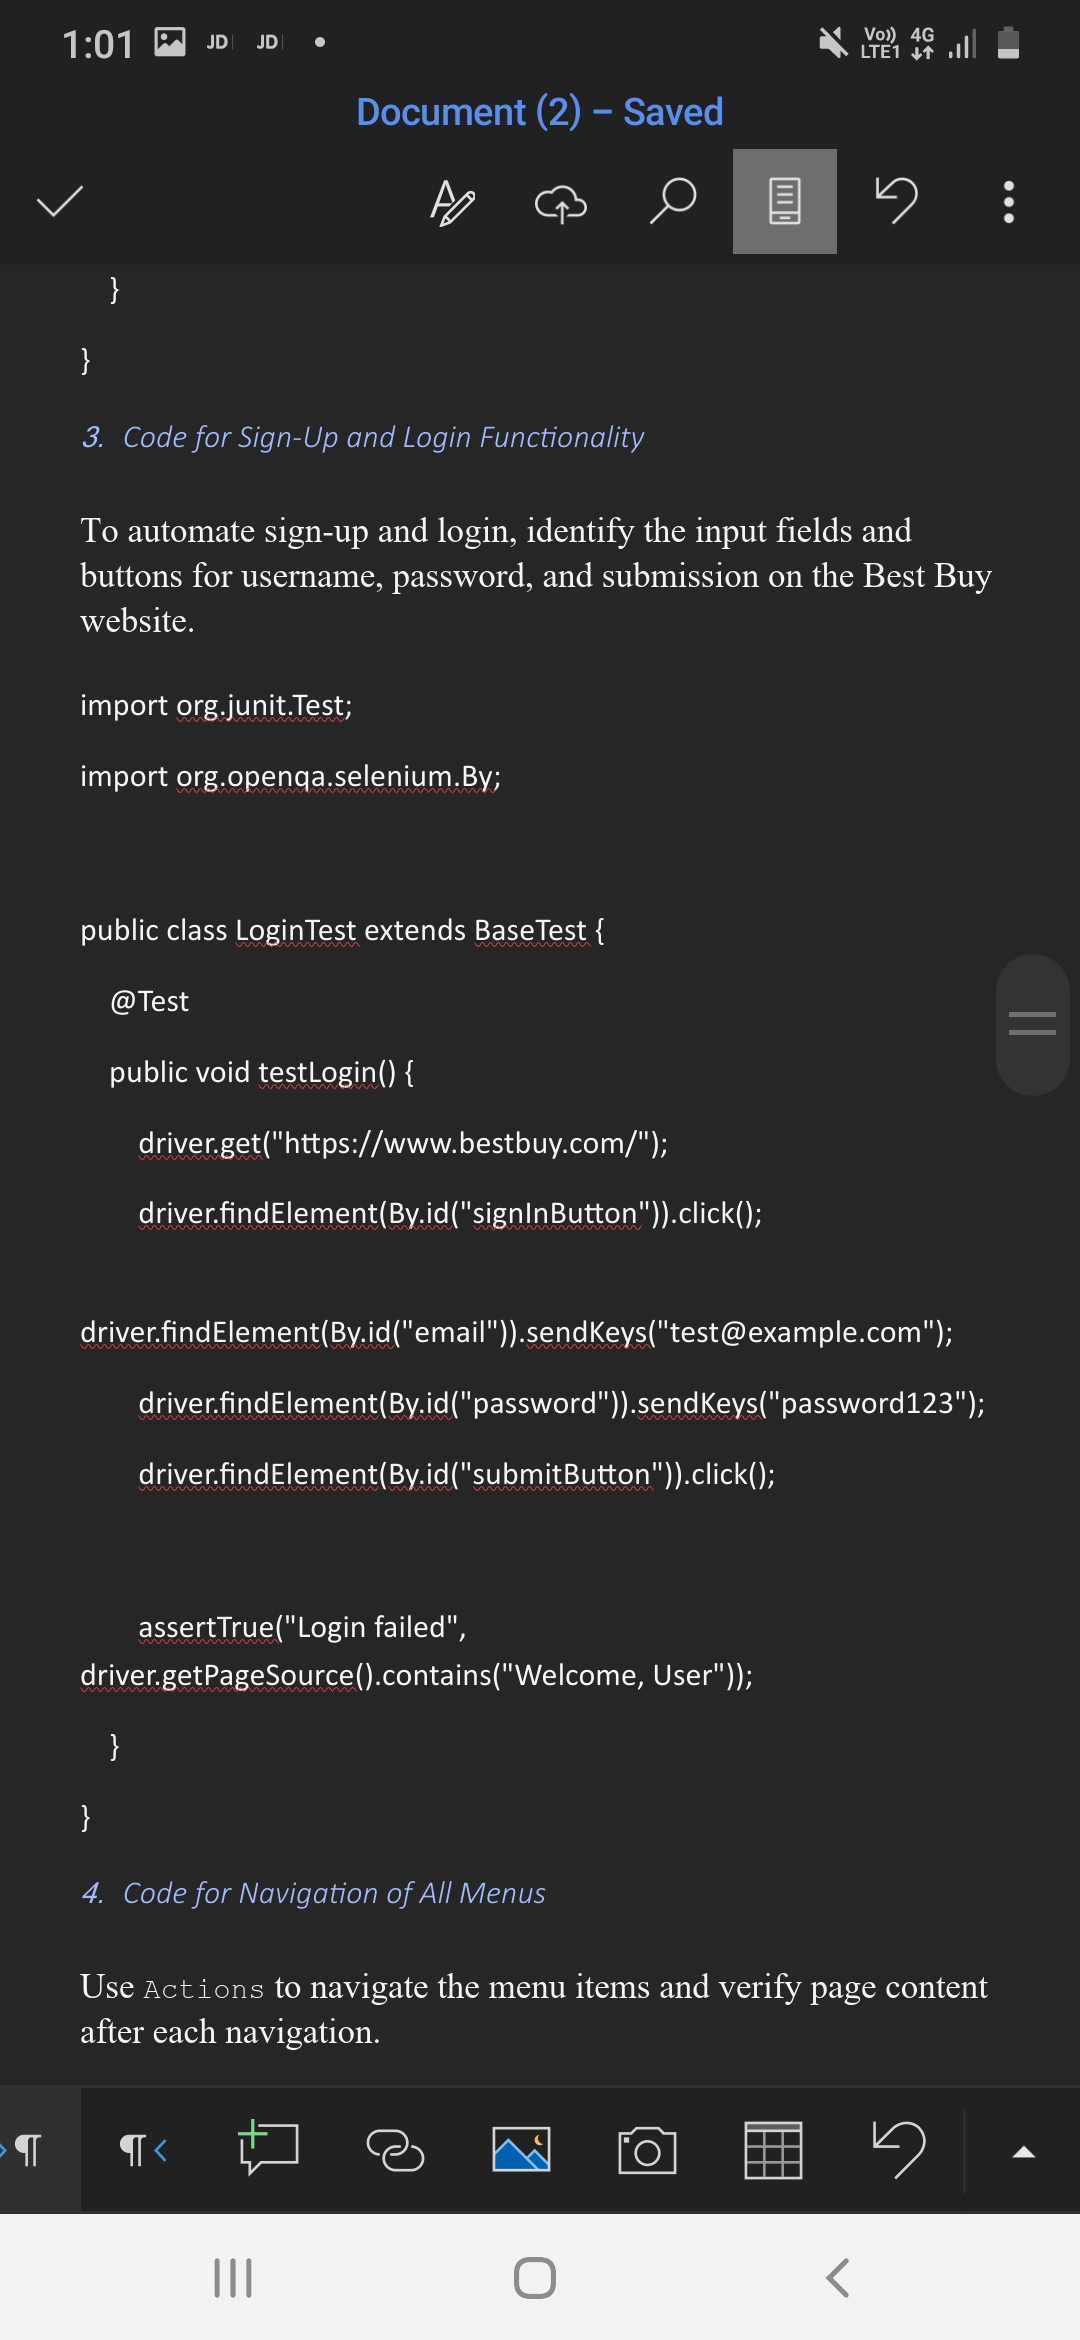 1:01 JD JD Vo)) 4G
LTE1
Document (2) – Saved
}
}
3. Code for Sign-Up and Login Functionality
To automate sign-up and login, identify the input fields and
buttons for username, password, and submission on the Best Buy
website.
import org.junit.Test;
import org.openqa.selenium.By;
public class LoginTest extends BaseTest {
@Test
public void testLogin() {
driver.get("https://www.bestbuy.com/");
driver.findElement(By.id("signInButton")).click();
driver.findElement(By.id("email")).sendKeys("test@example.com");
driver.findElement(By.id("password")).sendKeys("password123");
driver.findElement(By.id("submitButton")).click();
assertTrue("Login failed",
driver.getPageSource().contains("Welcome, User"));
}
}
4. Code for Navigation of All Menus
Use Actions to navigate the menu items and verify page content
after each navigation.